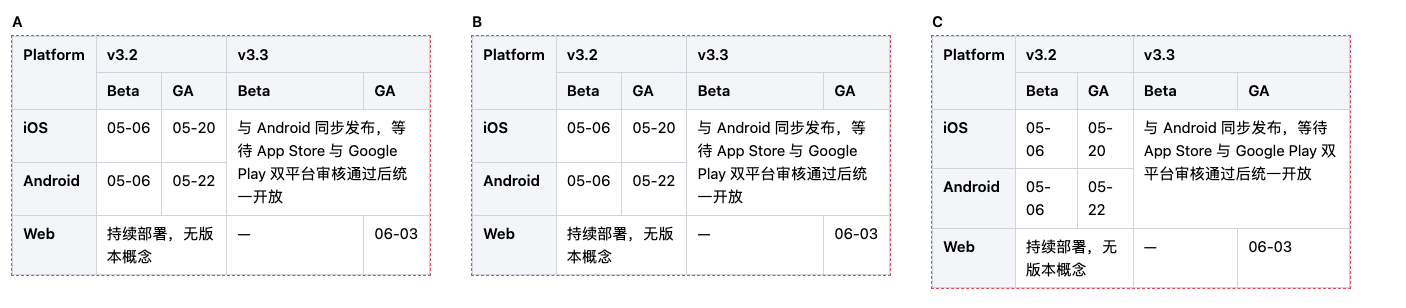 A
Platform v3.2 v3.3
Beta GA Beta GA
iOS 05-06 05-20 与 Android 同步发布，等
待 App Store 与 Google
Android 05-06 05-22 Play 双平台审核通过后统
一开放
Web 持续部署，无版 — 06-03
本概念
B
Platform v3.2 v3.3
Beta GA Beta GA
iOS 05-06 05-20 与 Android 同步发布，等
待 App Store 与 Google
Android 05-06 05-22 Play 双平台审核通过后统
一开放
Web 持续部署，无版 — 06-03
本概念
C
Platform v3.2 v3.3
Beta GA Beta GA
iOS 05- 05- 与 Android 同步发布，等待
06 20 App Store 与 Google Play 双
平台审核通过后统一开放
Android 05- 05-
06 22
Web 持续部署，无 — 06-03
版本概念